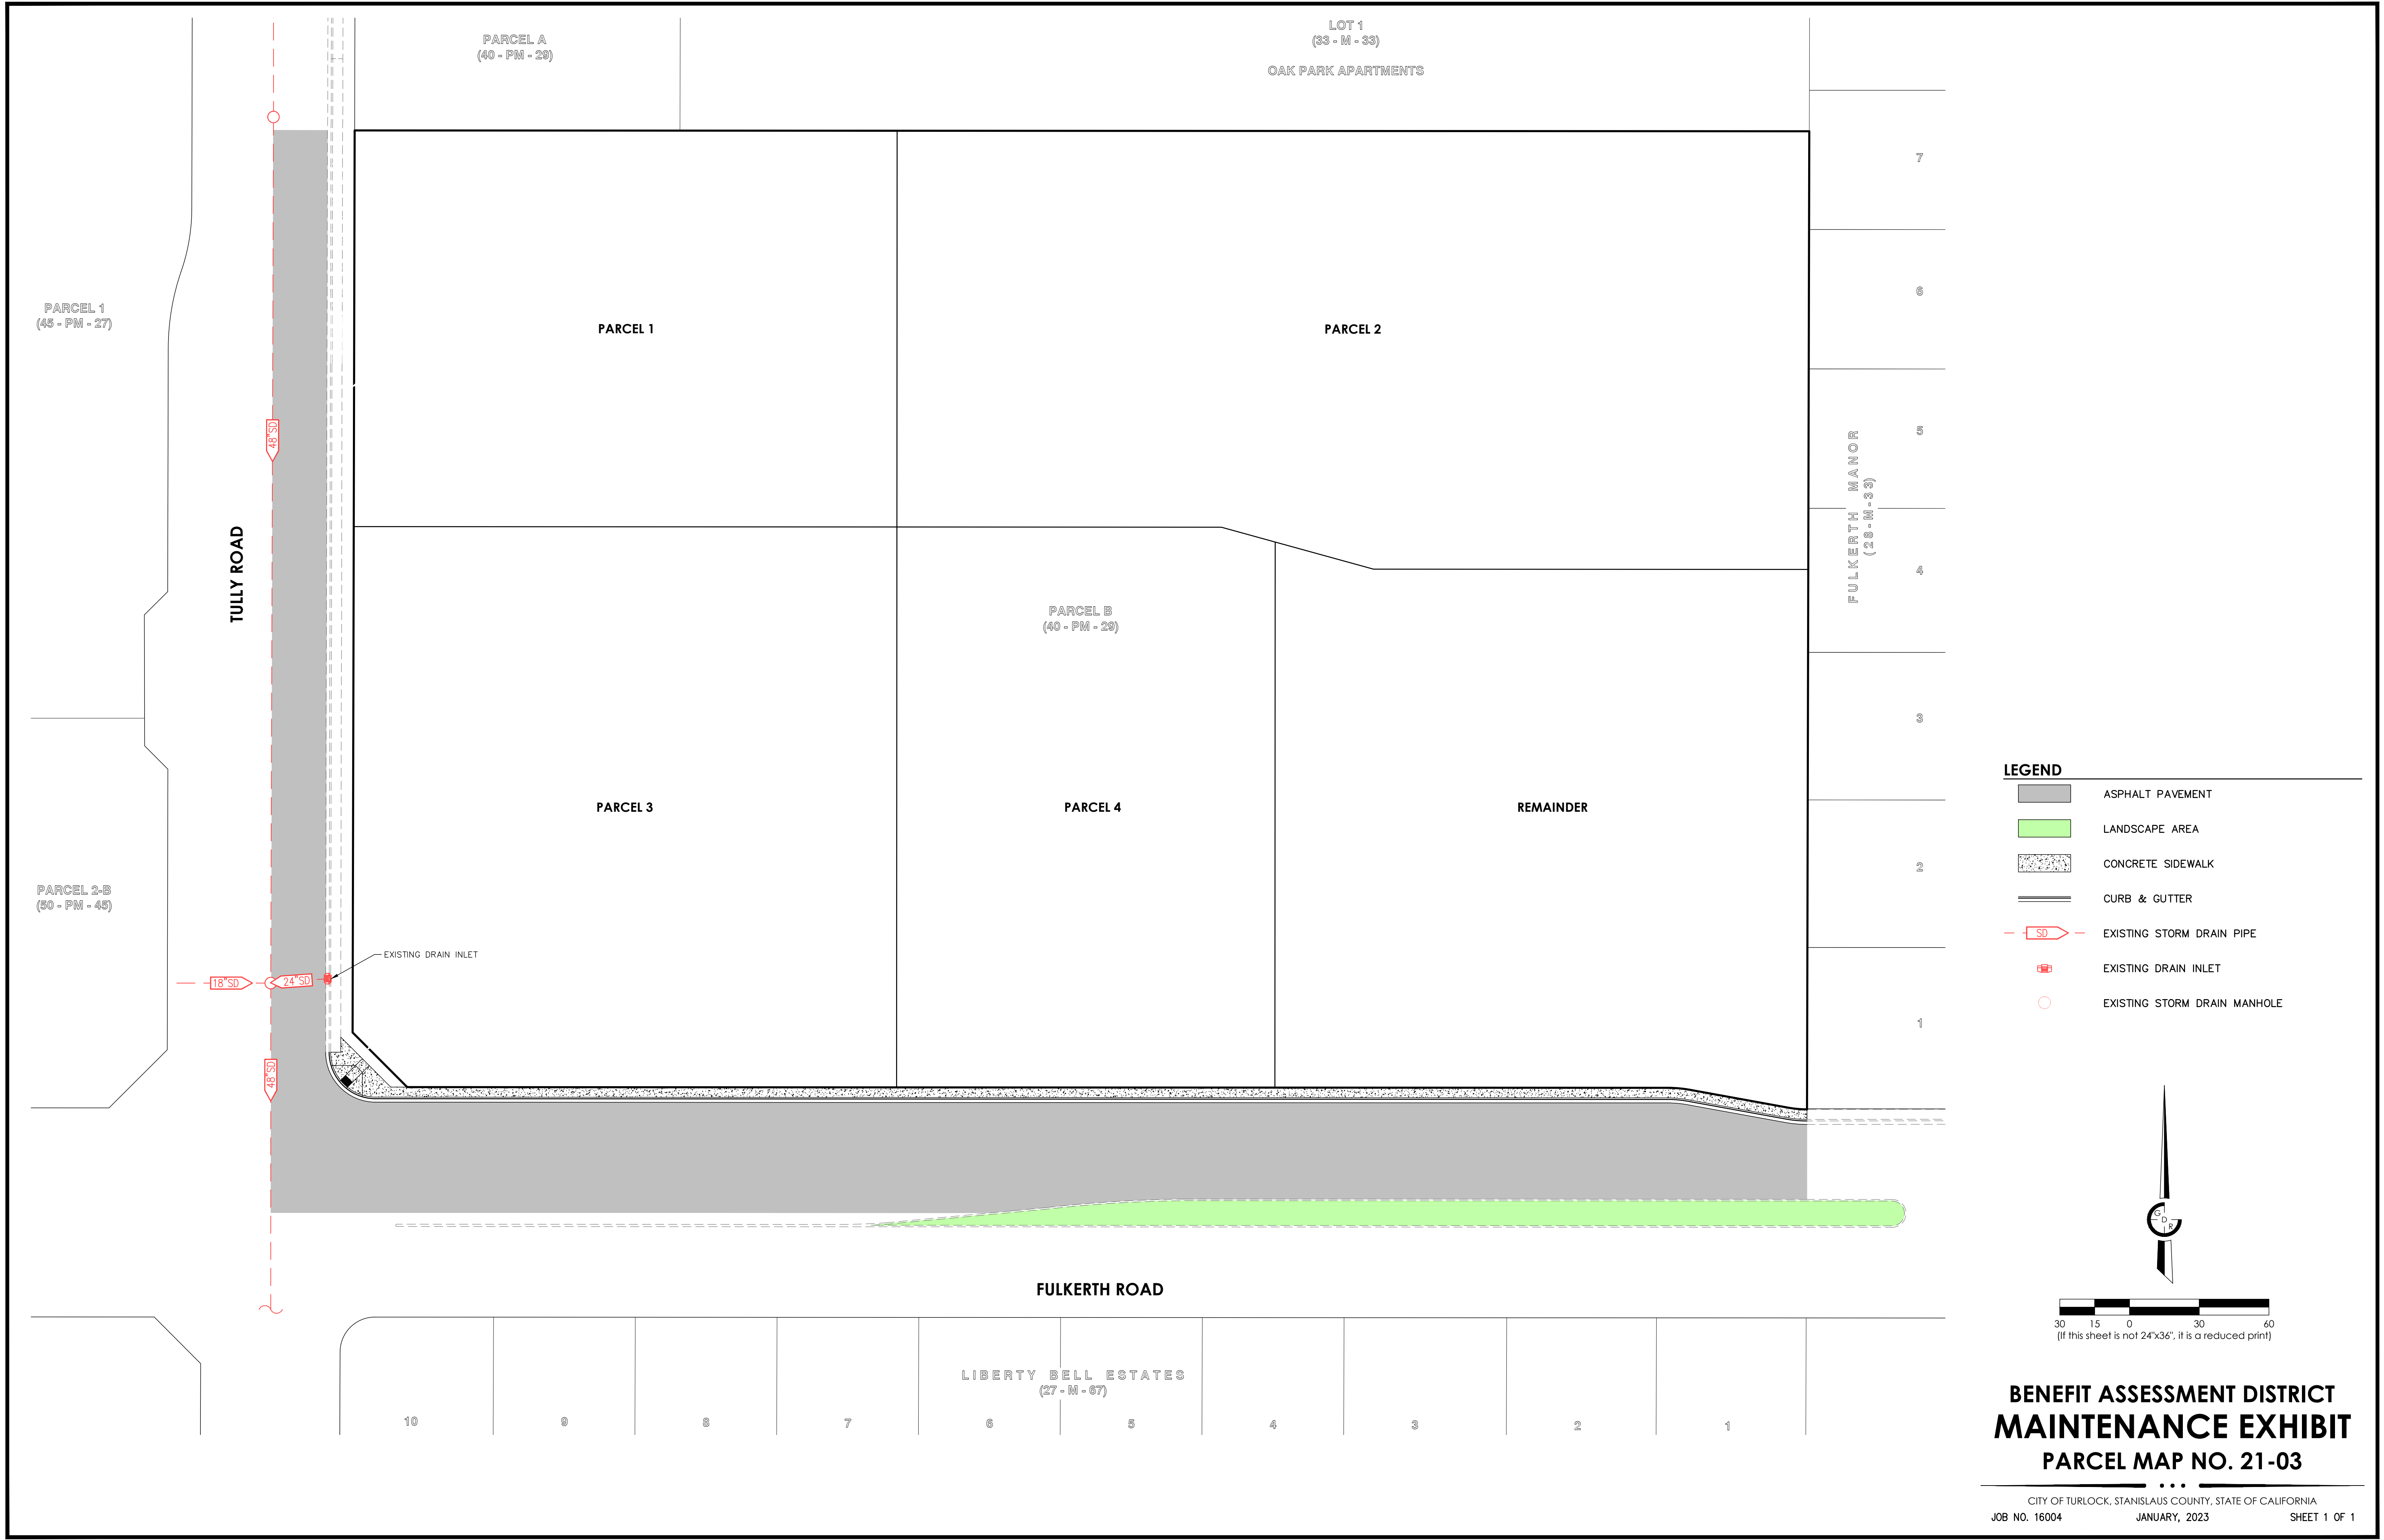 PARCEL A
(40 - PM - 29)
LOT 1
(33 - M - 33)
OAK PARK APARTMENTS
7
6
5
4
3
2
1
FULKERTH MANOR
(28 - M - 33)
PARCEL 1
(45 - PM - 27)
PARCEL 1
PARCEL 2
48"SD
TULLY ROAD
PARCEL B
(40 - PM - 29)
PARCEL 3
PARCEL 4
REMAINDER
PARCEL 2-B
(50 - PM - 45)
EXISTING DRAIN INLET
18"SD
24"SD
48"SD
FULKERTH ROAD
LIBERTY BELL ESTATES
(27 - M - 67)
10
9
8
7
6
5
4
3
2
1
LEGEND
ASPHALT PAVEMENT
LANDSCAPE AREA
CONCRETE SIDEWALK
CURB & GUTTER
SD
EXISTING STORM DRAIN PIPE
EXISTING DRAIN INLET
EXISTING STORM DRAIN MANHOLE
G
D
R
30 15 0 30 60
(If this sheet is not 24"x36", it is a reduced print)
BENEFIT ASSESSMENT DISTRICT
MAINTENANCE EXHIBIT
PARCEL MAP NO. 21-03
CITY OF TURLOCK, STANISLAUS COUNTY, STATE OF CALIFORNIA
JOB NO. 16004 JANUARY, 2023 SHEET 1 OF 1